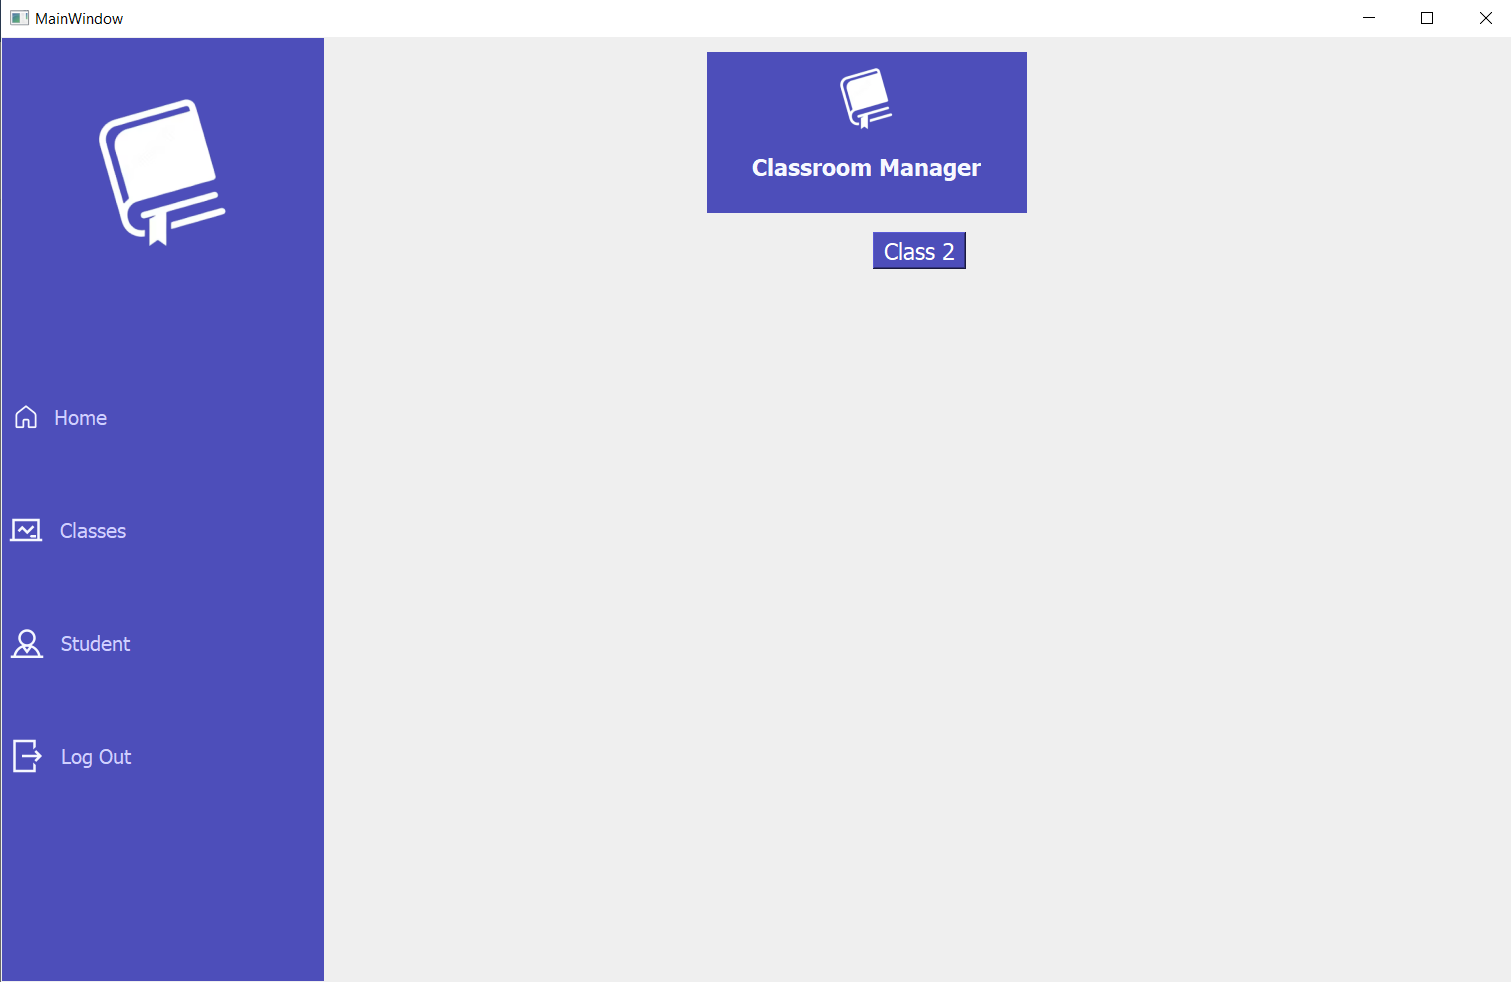 MainWindow
Classroom Manager
Class 2
Home
Classes
Student
Log Out